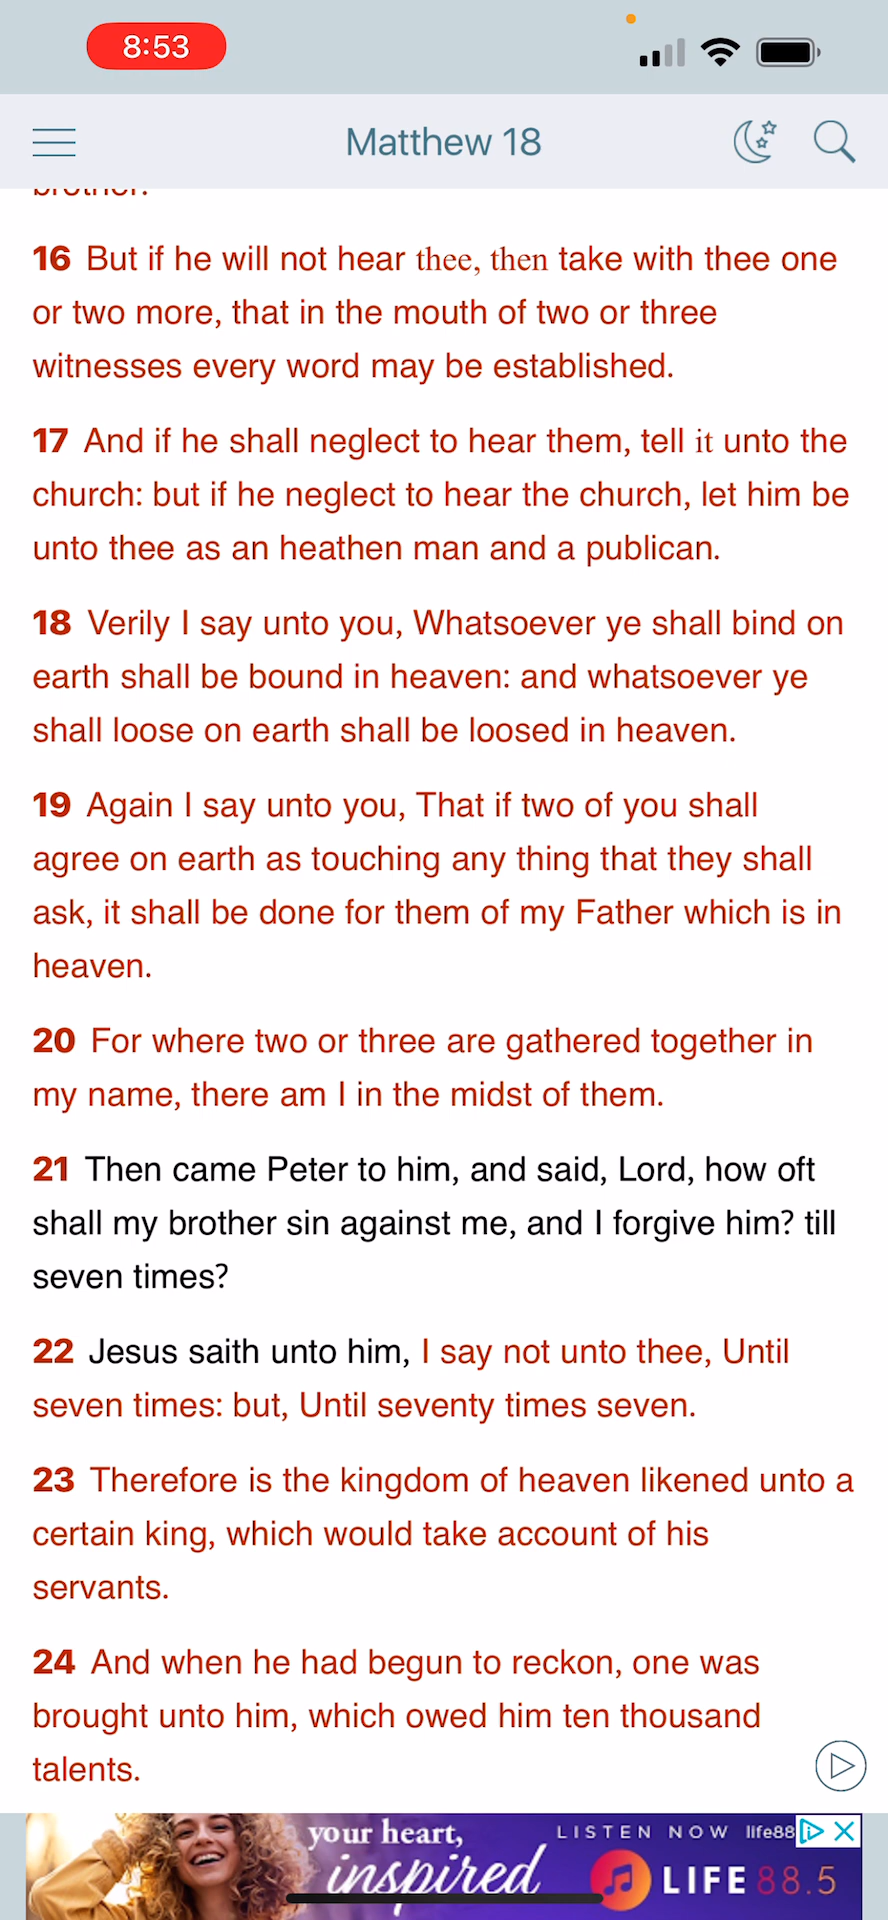 8:53
Matthew 18
brother.
16 But if he will not hear thee, then take with thee one
or two more, that in the mouth of two or three
witnesses every word may be established.
17 And if he shall neglect to hear them, tell it unto the
church: but if he neglect to hear the church, let him be
unto thee as an heathen man and a publican.
18 Verily I say unto you, Whatsoever ye shall bind on
earth shall be bound in heaven: and whatsoever ye
shall loose on earth shall be loosed in heaven.
19 Again I say unto you, That if two of you shall
agree on earth as touching any thing that they shall
ask, it shall be done for them of my Father which is in
heaven.
20 For where two or three are gathered together in
my name, there am I in the midst of them.
21 Then came Peter to him, and said, Lord, how oft
shall my brother sin against me, and I forgive him? till
seven times?
22 Jesus saith unto him, I say not unto thee, Until
seven times: but, Until seventy times seven.
23 Therefore is the kingdom of heaven likened unto a
certain king, which would take account of his
servants.
24 And when he had begun to reckon, one was
brought unto him, which owed him ten thousand
talents.
your heart,
inspired
LISTEN NOW life88
LIFE 88.5